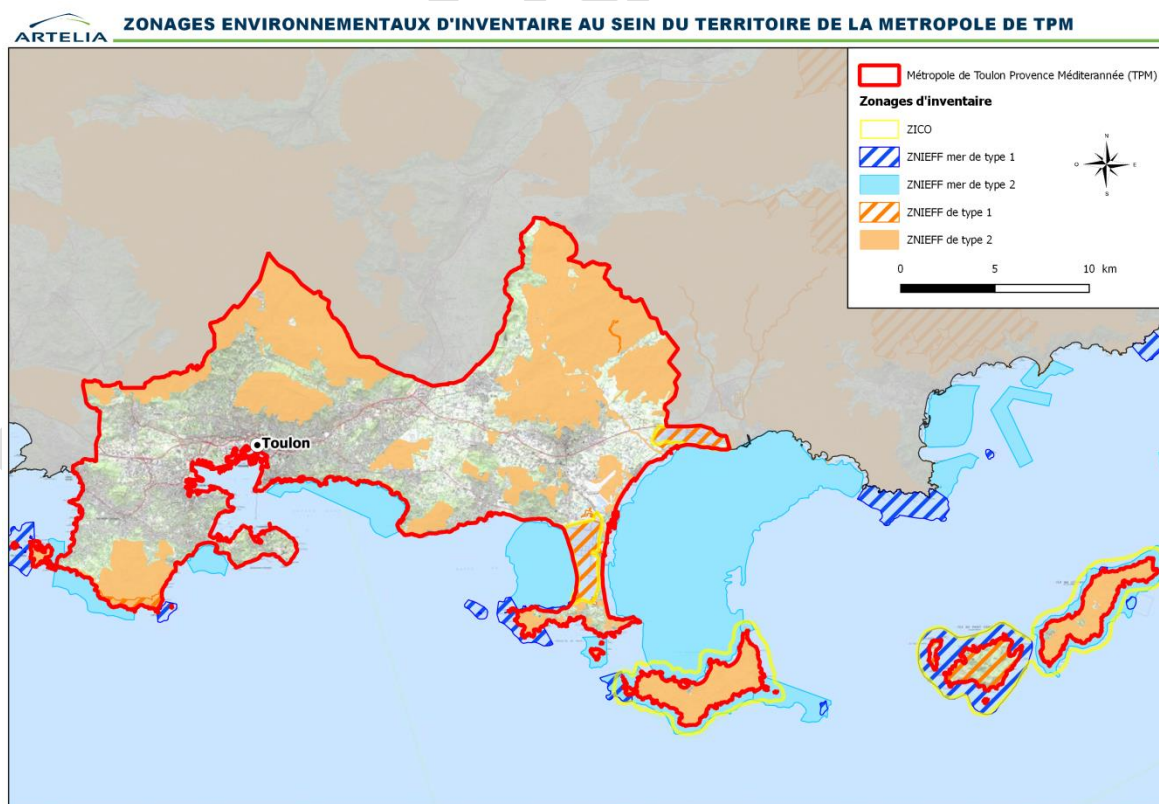 ARTELIA
ZONAGES ENVIRONNEMENTAUX D'INVENTAIRE AU SEIN DU TERRITOIRE DE LA METROPOLE DE TPM
Métropole de Toulon Provence Méditerannée (TPM)
Zonages d'inventaire
ZICO
ZNIEFF mer de type 1
ZNIEFF mer de type 2
ZNIEFF de type 1
ZNIEFF de type 2
N
O
E
S
0 5 10 km
Toulon